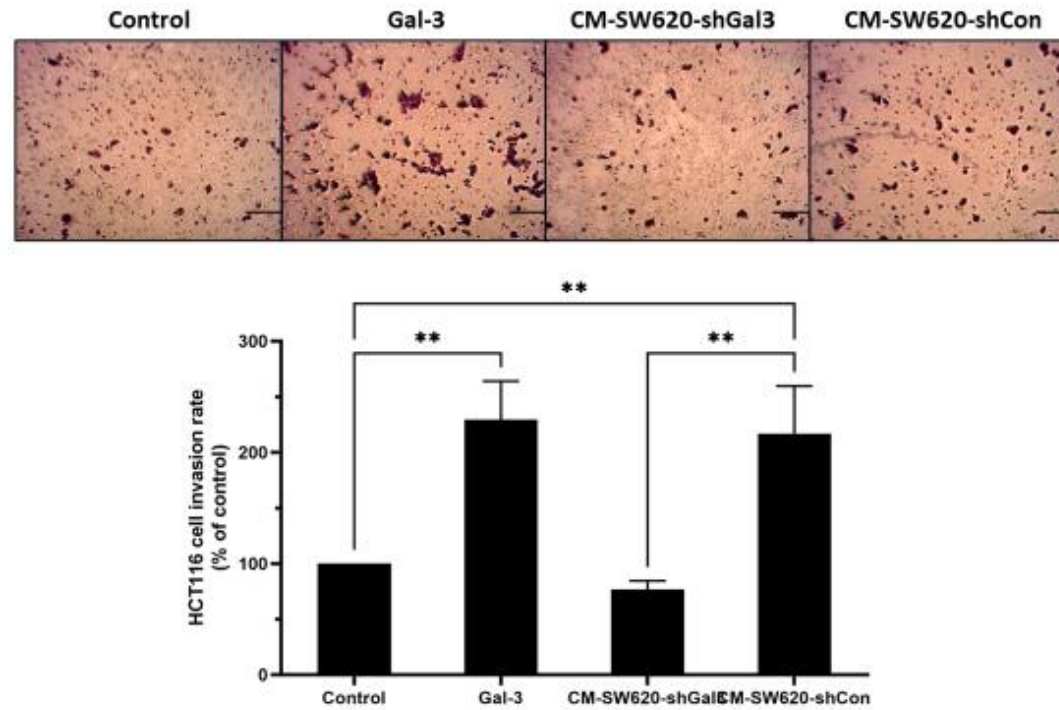 Control Gal-3 CM-SW620-shGal3 CM-SW620-shCon
**
** **
300
200
100
0
HCT116 cell invasion rate
(% of control)
Control Gal-3 CM-SW620-shGal3 CM-SW620-shCon